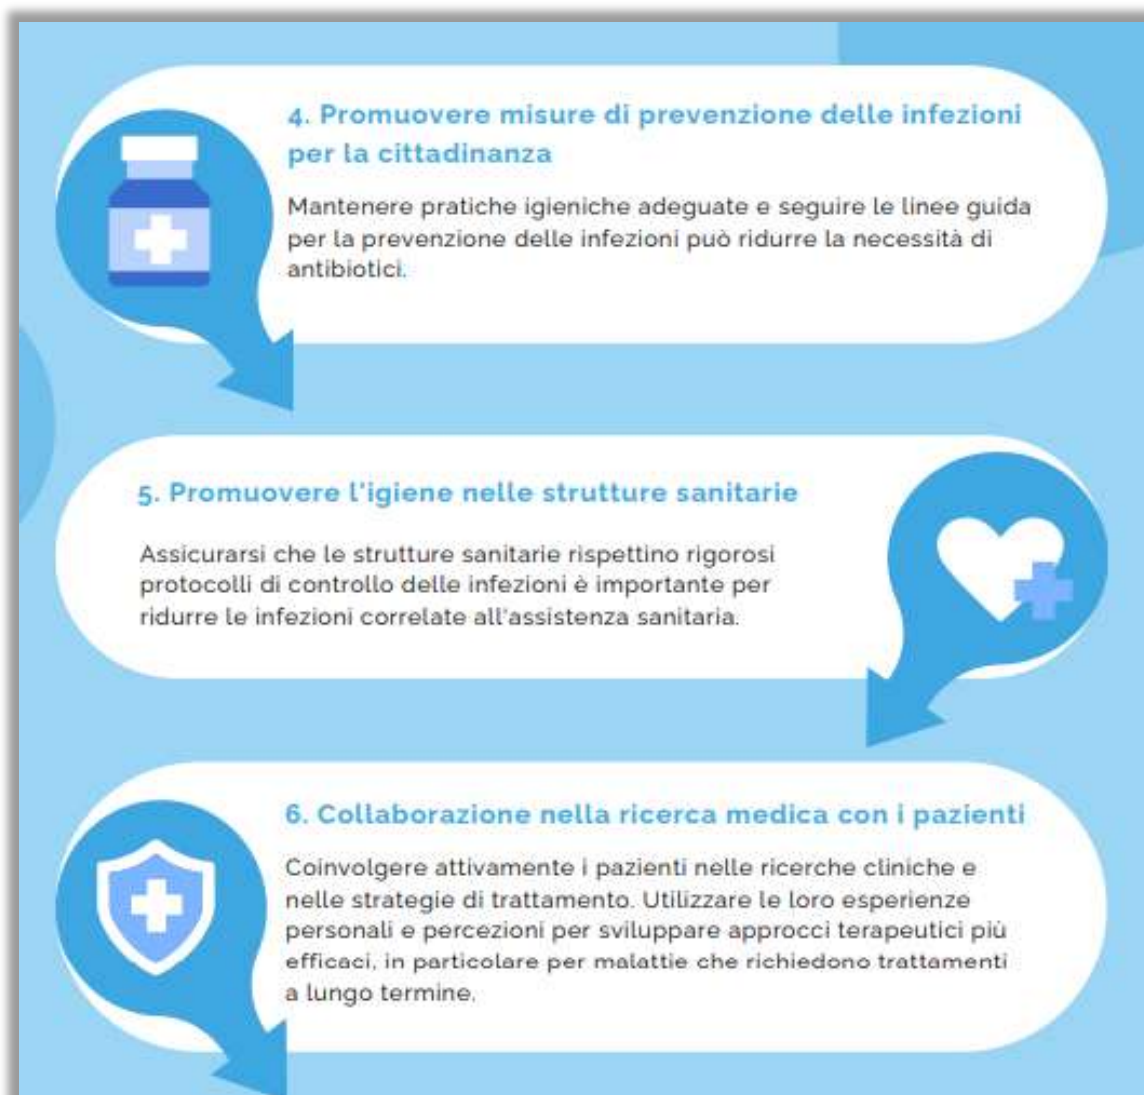 4. Promuovere misure di prevenzione delle infezioni
per la cittadinanza
Mantenere pratiche igieniche adeguate e seguire le linee guida
per la prevenzione delle infezioni può ridurre la necessità di
antibiotici.
5. Promuovere l'igiene nelle strutture sanitarie
Assicurarsi che le strutture sanitarie rispettino rigorosi
protocolli di controllo delle infezioni è importante per
ridurre le infezioni correlate all'assistenza sanitaria.
6. Collaborazione nella ricerca medica con i pazienti
Coinvolgere attivamente i pazienti nelle ricerche cliniche e
nelle strategie di trattamento. Utilizzare le loro esperienze
personali e percezioni per sviluppare approcci terapeutici più
efficaci, in particolare per malattie che richiedono trattamenti
a lungo termine.